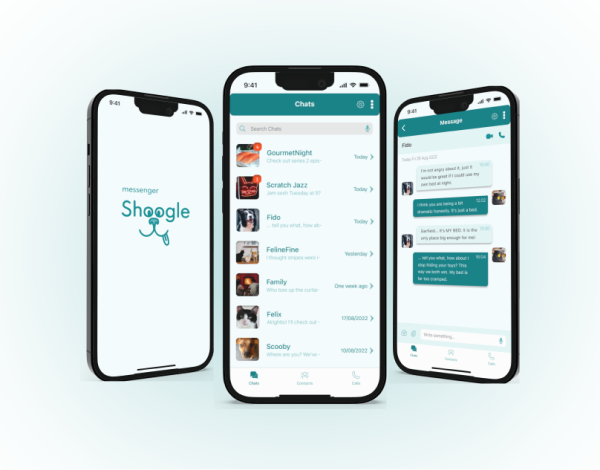 9:41
messenger
Shoogle
9:41
Chats
Search Chats
GourmetNight
Check out series 2 epis-
Today
Scratch Jazz
Jam sesh Tuesday at
Today
Fido
... tell you what, how ab-
Today
FelineFine
I thought snipes were
Yesterday
Family
Who tore up the curtai-
One week ago
Felix
Alrighto! I'll check out
17/08/2022
Scooby
Where are you? We've
10/08/2022
Chats
Contacts
Calls
9:41
Message
Fido
Today Fri 26 Aug 2022
I'm not angry about it, just it
would be great if I could use my
own bed at night.
I think you are being a bit
dramatic honestly. It's just a bed.
Garfield... it's MY BED. It is the
only place big enough for me!
... tell you what, how about I
stop hiding your toys? This
way we both win. My bed is
far too cramped.
Write something...
Chats
Contacts
Calls